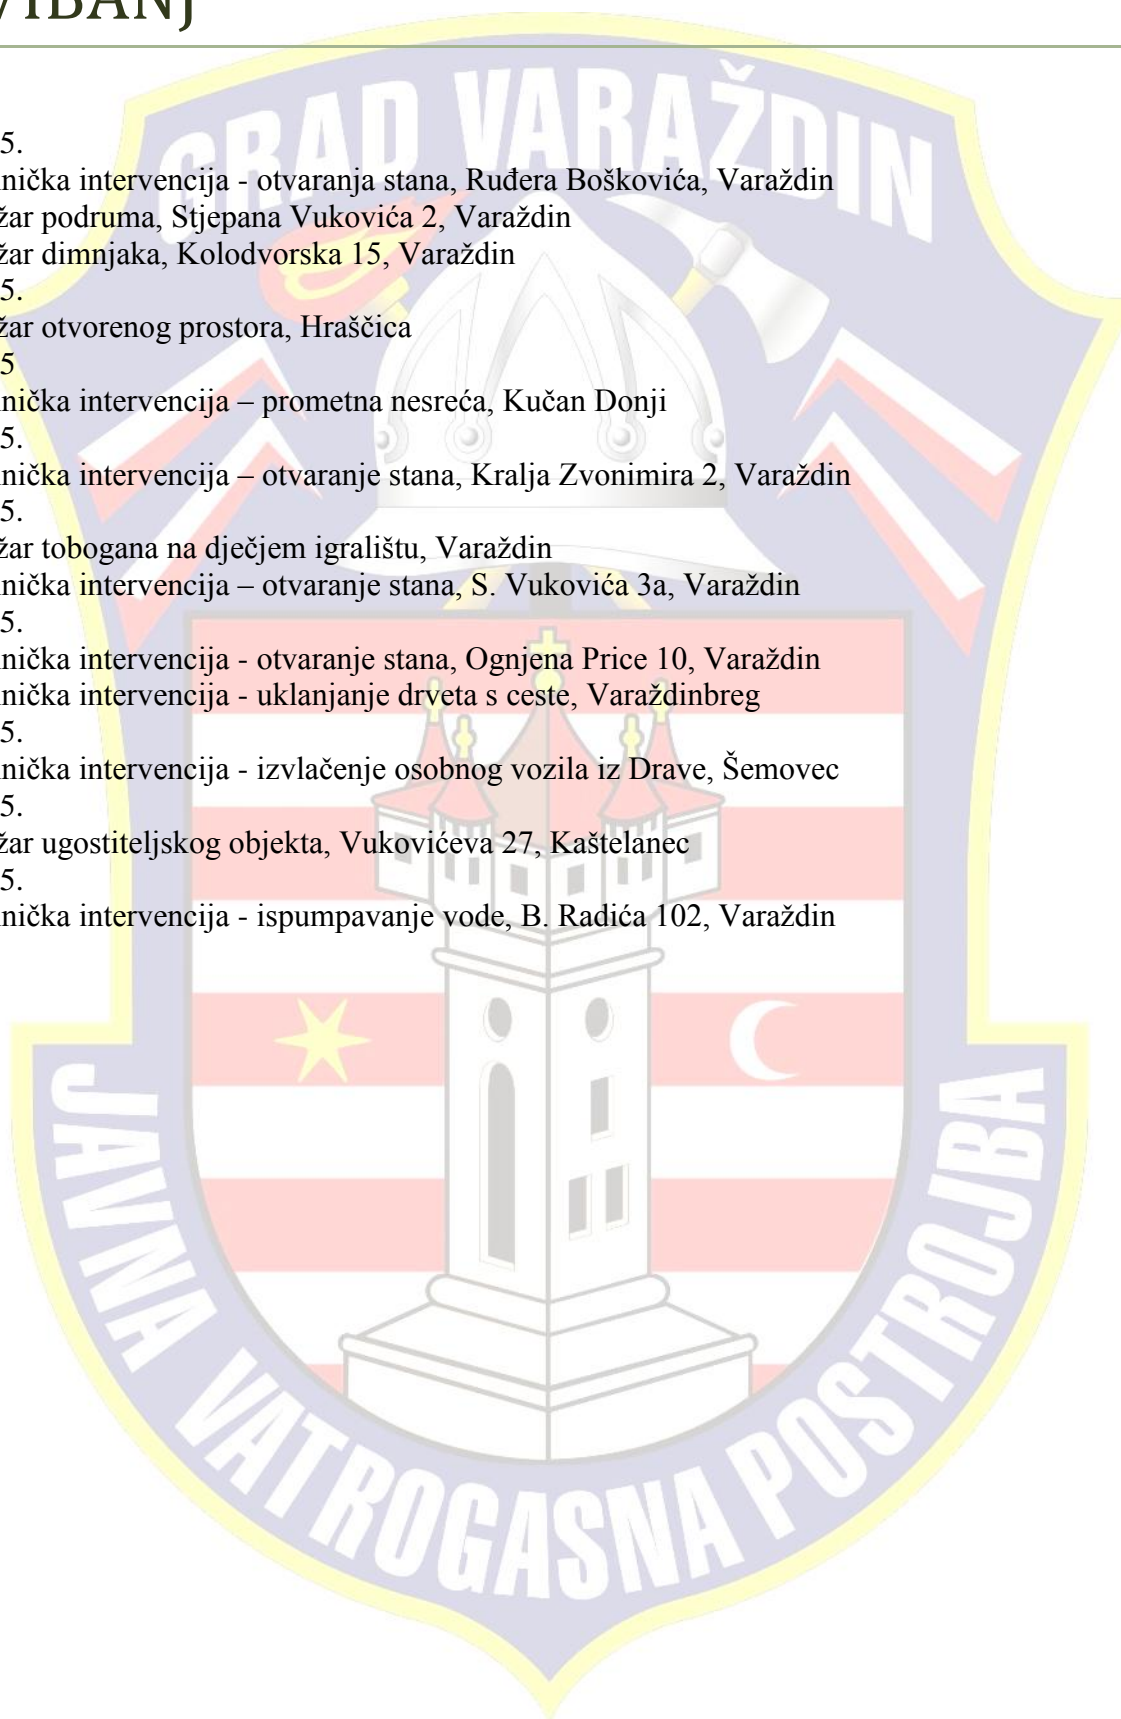 VIBANJ
GRAD VARAŽDIN
5.
nička intervencija - otvaranja stana, Ruđera Boškovića, Varaždin
žar podruma, Stjepana Vukovića 2, Varaždin
žar dimnjaka, Kolodvorska 15, Varaždin
5.
žar otvorenog prostora, Hraščica
5
nička intervencija – prometna nesreća, Kučan Donji
5.
nička intervencija – otvaranje stana, Kralja Zvonimira 2, Varaždin
5.
žar tobogana na dječjem igralištu, Varaždin
nička intervencija – otvaranje stana, S. Vukovića 3a, Varaždin
5.
nička intervencija - otvaranje stana, Ognjena Price 10, Varaždin
nička intervencija - uklanjanje drveta s ceste, Varaždinbreg
5.
nička intervencija - izvlačenje osobnog vozila iz Drave, Šemovec
5.
žar ugostiteljskog objekta, Vukovićeva 27, Kaštelanec
5.
nička intervencija - ispumpavanje vode, B. Radića 102, Varaždin
JAVNA VATROGASNA POSTROJBA